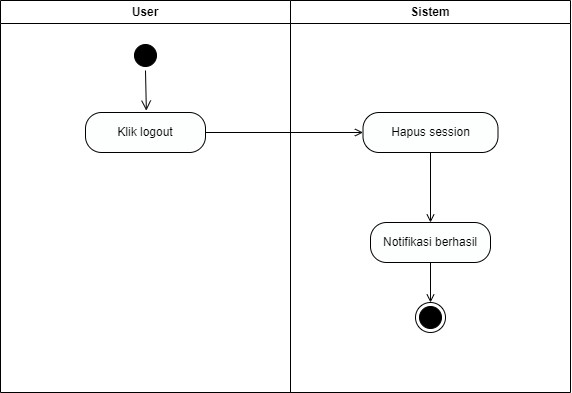 User
Sistem
Klik logout
Hapus session
Notifikasi berhasil